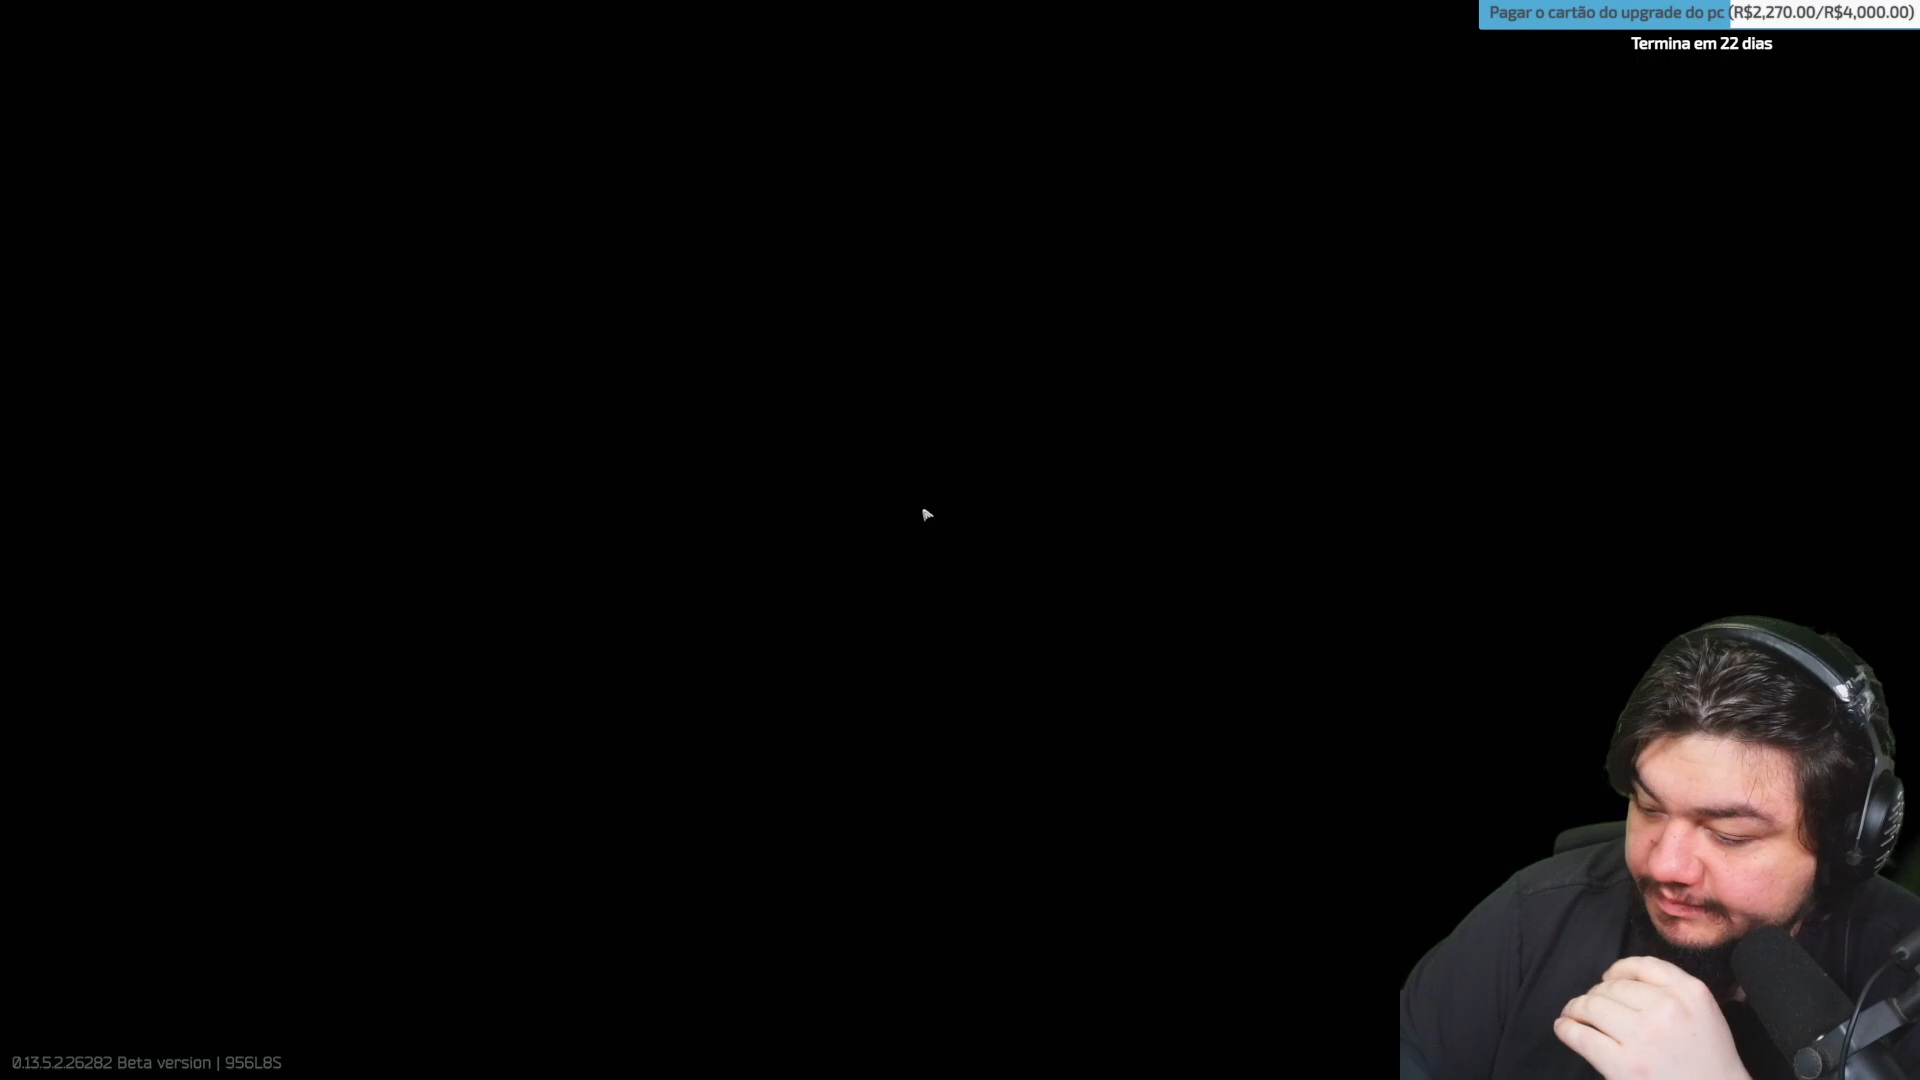 Pagar o cartão do upgrade do pc (R$2,270.00/R$4,000.00)
Termina em 22 dias
0.13.5.2.26282 Beta version | 956L8S